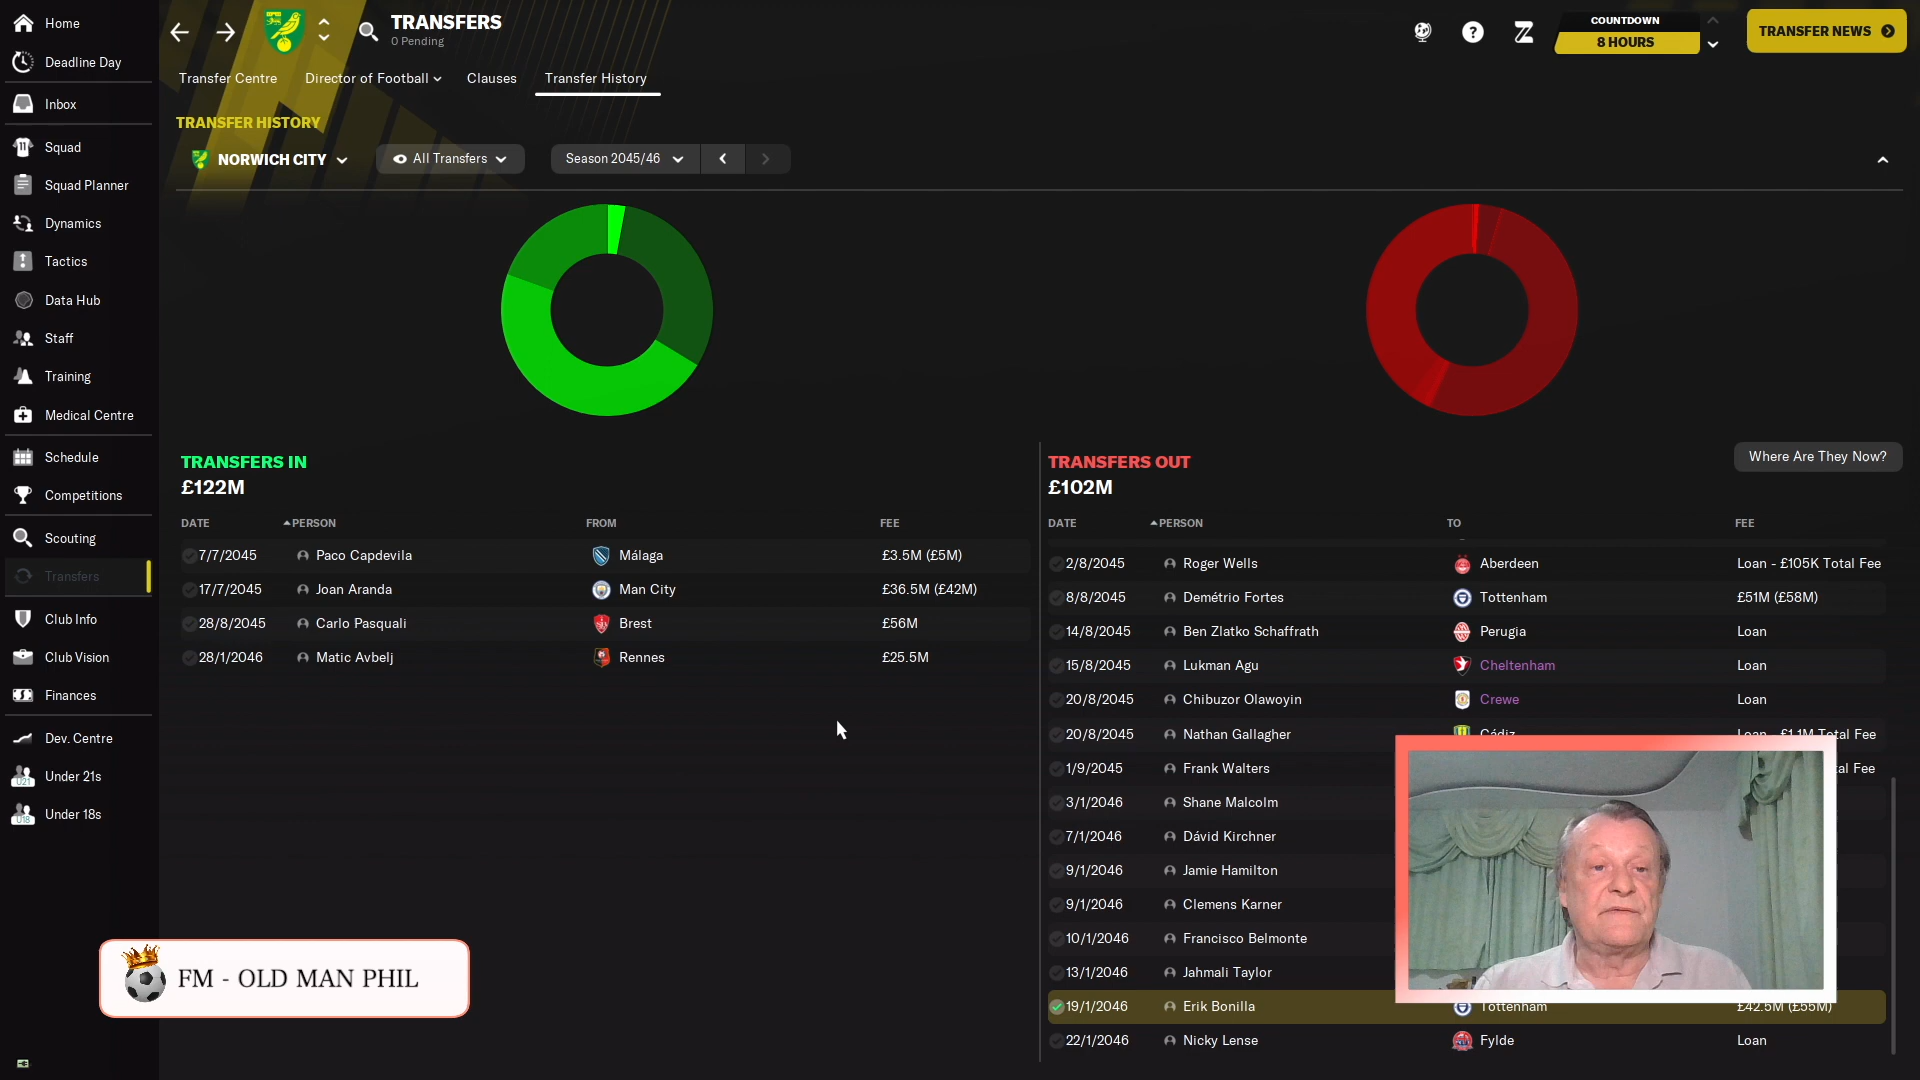 Home
Deadline Day
Inbox
Squad
Squad Planner
Dynamics
Tactics
Data Hub
Staff
Training
Medical Centre
Schedule
Competitions
Scouting
Transfers
Club Info
Club Vision
Finances
Dev. Centre
Under 21s
Under 18s
TRANSFERS
0 Pending
COUNTDOWN
8 HOURS
TRANSFER NEWS
Transfer Centre
Director of Football
Clauses
Transfer History
TRANSFER HISTORY
NORWICH CITY
All Transfers
Season 2045/46
TRANSFERS IN
£122M
DATE PERSON FROM FEE
7/7/2045 Paco Capdevila Málaga £3.5M (£5M)
17/7/2045 Joan Aranda Man City £36.5M (£42M)
28/8/2045 Carlo Pasquali Brest £56M
28/1/2046 Matic Avbelj Rennes £25.5M
TRANSFERS OUT
£102M
Where Are They Now?
DATE PERSON TO FEE
2/8/2045 Roger Wells Aberdeen Loan - £105K Total Fee
8/8/2045 Demétrio Fortes Tottenham £51M (£58M)
14/8/2045 Ben Zlatko Schaffrath Perugia Loan
15/8/2045 Lukman Agu Cheltenham Loan
20/8/2045 Chibuzor Olawoyin Crewe Loan
20/8/2045 Nathan Gallagher Cádiz Loan - £1.1M Total Fee
1/9/2045 Frank Walters Fee
3/1/2046 Shane Malcolm
7/1/2046 Dávid Kirchner
9/1/2046 Jamie Hamilton
9/1/2046 Clemens Karner
10/1/2046 Francisco Belmonte
13/1/2046 Jahmali Taylor
19/1/2046 Erik Bonilla Tottenham £42.5M (£55M)
22/1/2046 Nicky Lense Fylde Loan
FM - OLD MAN PHIL